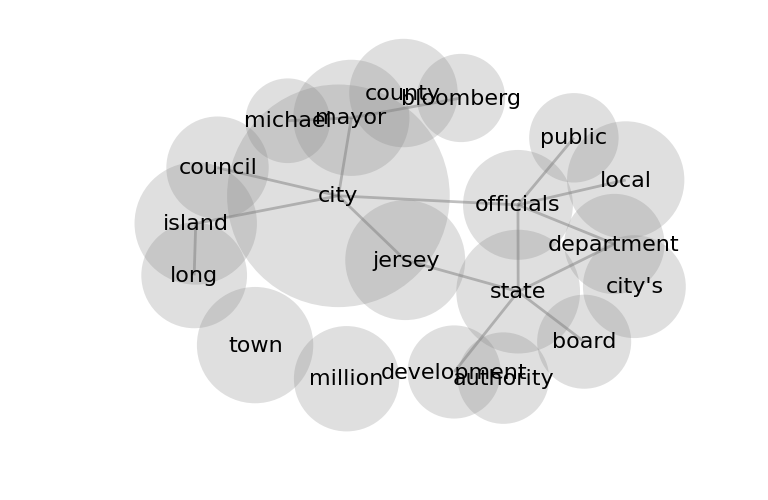 county
bloomberg
michael
mayor
public
council
local
city
officials
island
department
jersey
long
city's
state
board
town
development
million
authority